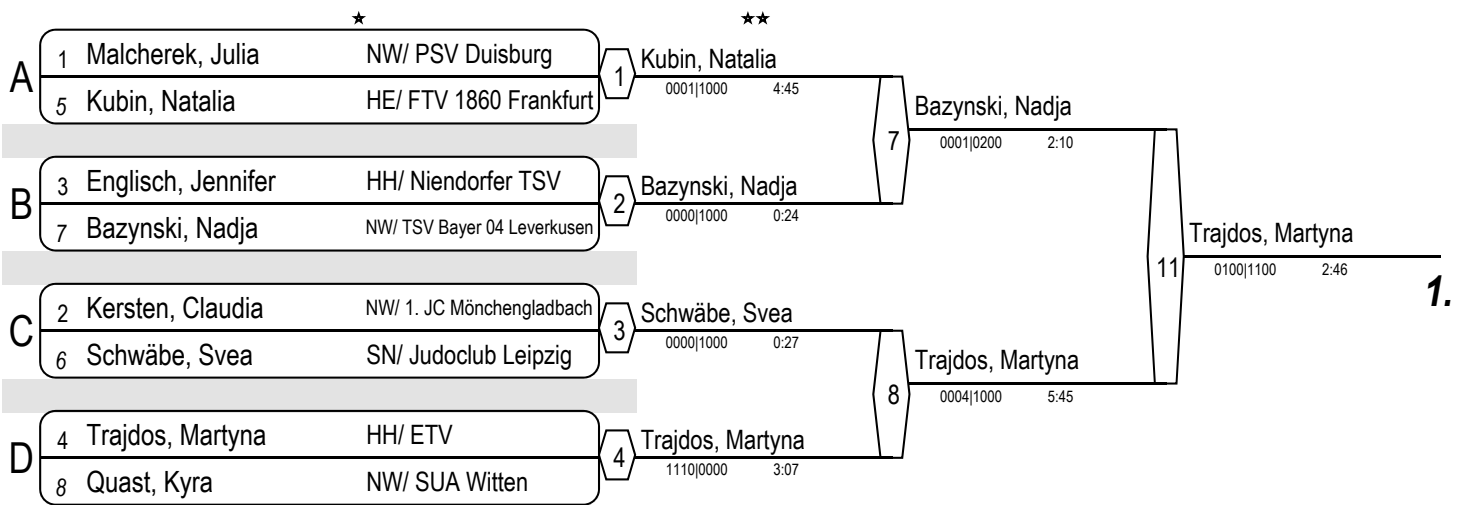 ★ ★★
A
1 Malcherek, Julia NW/ PSV Duisburg
5 Kubin, Natalia HE/ FTV 1860 Frankfurt
1
Kubin, Natalia
0001|1000 4:45
B
3 Englisch, Jennifer HH/ Niendorfer TSV
7 Bazynski, Nadja NW/ TSV Bayer 04 Leverkusen
2
Bazynski, Nadja
0000|1000 0:24
7
Bazynski, Nadja
0001|0200 2:10
C
2 Kersten, Claudia NW/ 1. JC Mönchengladbach
6 Schwäbe, Svea SN/ Judoclub Leipzig
3
Schwäbe, Svea
0000|1000 0:27
D
4 Trajdos, Martyna HH/ ETV
8 Quast, Kyra NW/ SUA Witten
4
Trajdos, Martyna
1110|0000 3:07
8
Trajdos, Martyna
0004|1000 5:45
11
Trajdos, Martyna
0100|1100 2:46
1.